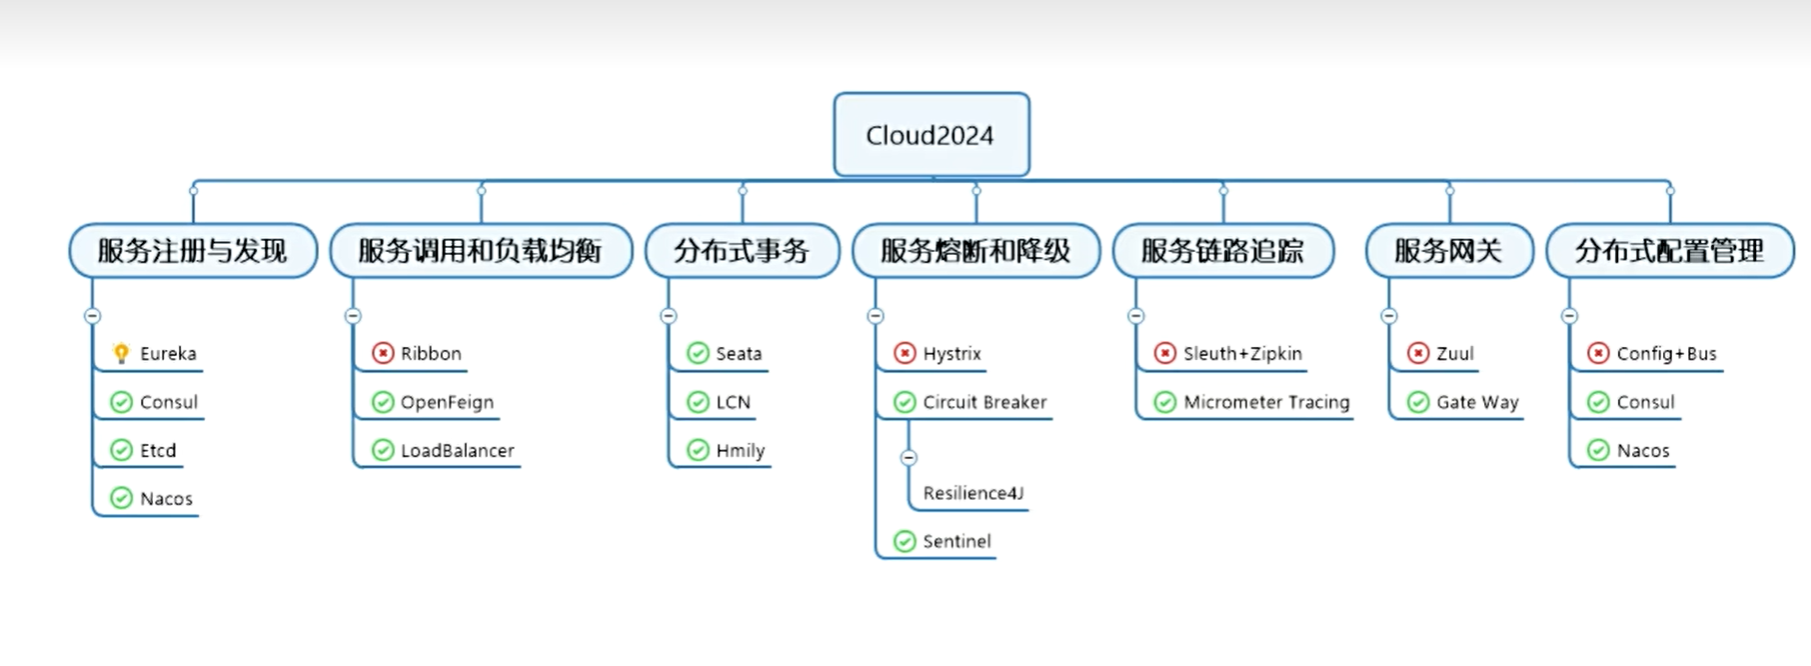 Cloud2024
服务注册与发现
Eureka
Consul
Etcd
Nacos
服务调用和负载均衡
Ribbon
OpenFeign
LoadBalancer
分布式事务
Seata
LCN
Hmily
服务熔断和降级
Hystrix
Circuit Breaker
Resilience4J
Sentinel
服务链路追踪
Sleuth+Zipkin
Micrometer Tracing
服务网关
Zuul
Gate Way
分布式配置管理
Config+Bus
Consul
Nacos